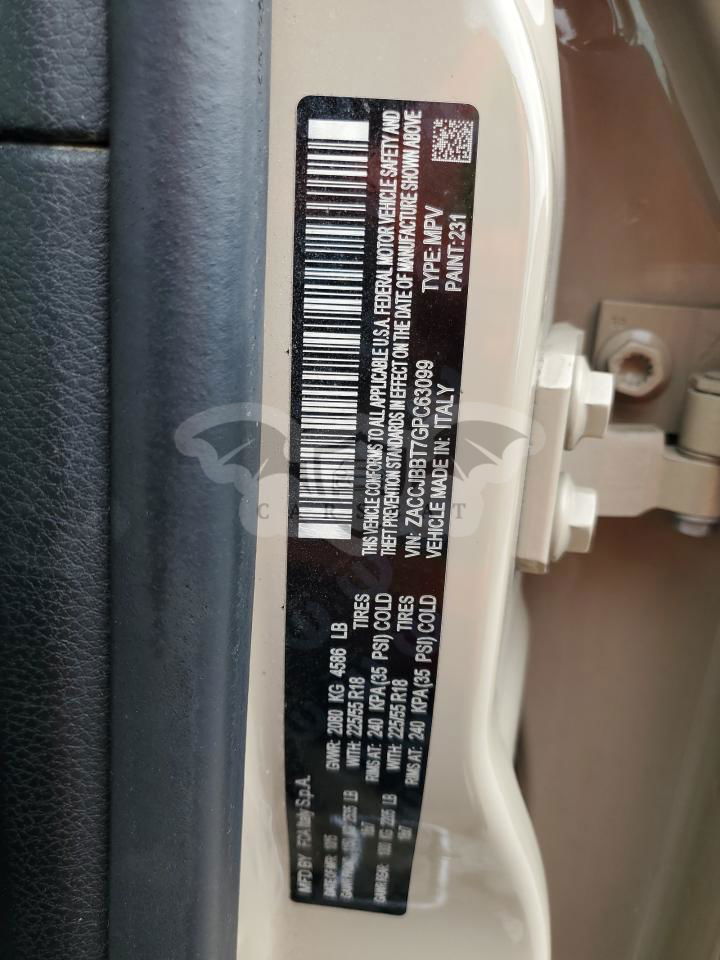 MFD BY FCA Italy S.p.A.
GVWR: 2080 KG 4586 LB
LB WITH: 225/55 R18 TIRES
RIMS AT: 240 KPA(35 PSI) COLD
LB WITH: 225/55 R18 TIRES
RIMS AT: 240 KPA(35 PSI) COLD
THIS VEHICLE CONFORMS TO ALL APPLICABLE U.S.A. FEDERAL MOTOR VEHICLE SAFETY AND
THEFT PREVENTION STANDARDS IN EFFECT ON THE DATE OF MANUFACTURE SHOWN ABOVE
VIN: ZACCJBBT7GPC63099 TYPE: MPV
VEHICLE MADE IN: ITALY PAINT:231